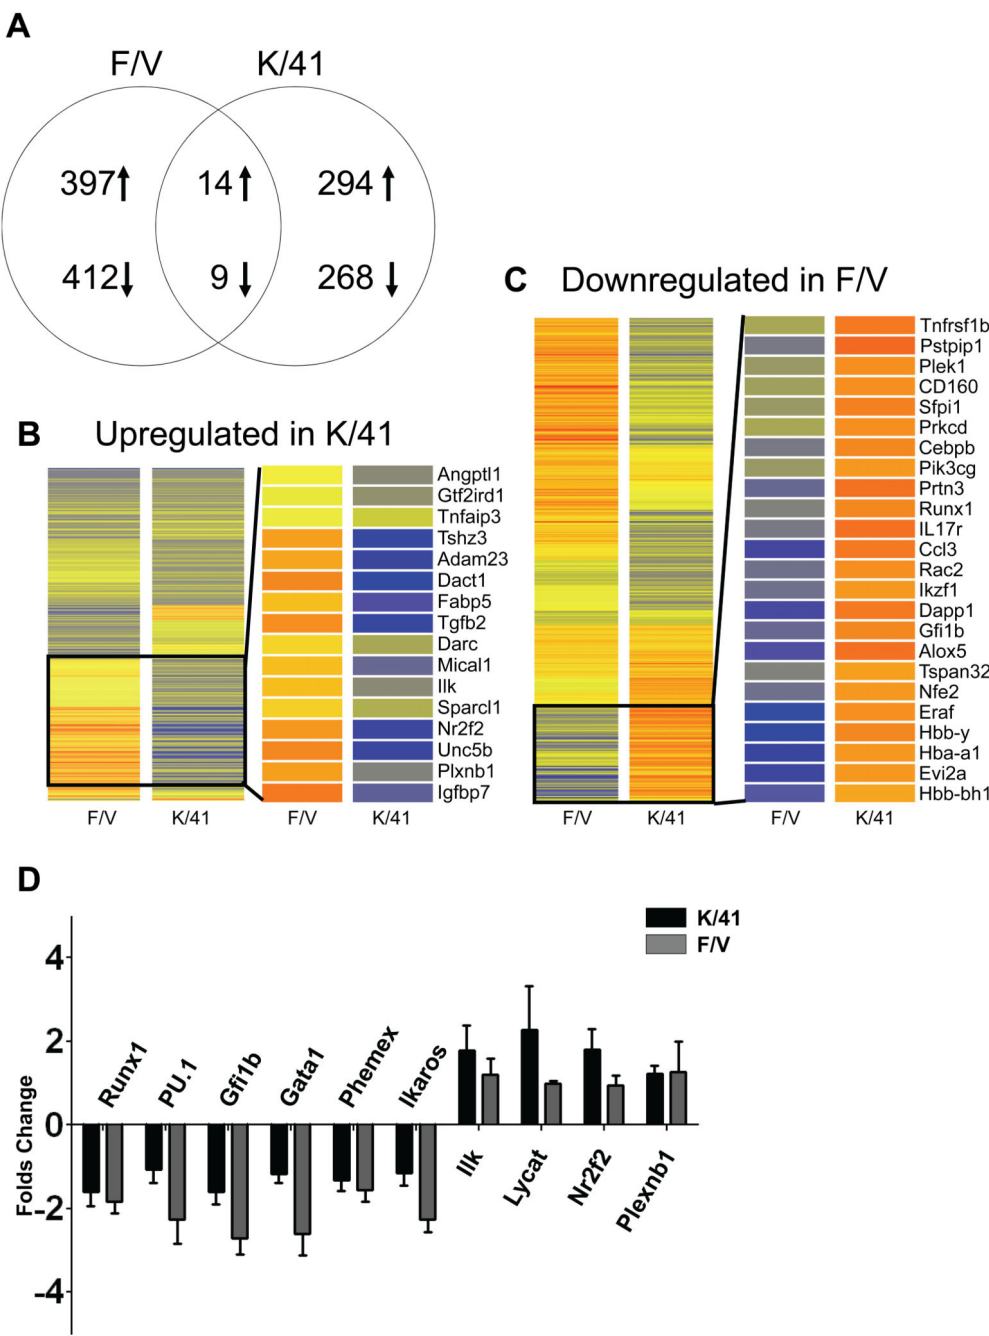 A
F/V K/41
397↑ 14↑ 294↑
412↓ 9↓ 268↓
B Upregulated in K/41
Angptl1
Gtf2ird1
Tnfaip3
Tshz3
Adam23
Dact1
Fabp5
Tgfb2
Darc
Mical1
Ilk
Sparcl1
Nr2f2
Unc5b
Plxnb1
Igfbp7
F/V K/41 F/V K/41
C Downregulated in F/V
Tnfrsf1b
Pstpip1
Plek1
CD160
Sfpi1
Prkcd
Cebpb
Pik3cg
Prtn3
Runx1
IL17r
Ccl3
Rac2
Ikzf1
Dapp1
Gfi1b
Alox5
Tspan32
Nfe2
Eraf
Hbb-y
Hba-a1
Evi2a
Hbb-bh1
F/V K/41 F/V K/41
D
K/41
F/V
Folds Change
4
2
0
-2
-4
Runx1
PU.1
Gfi1b
Gata1
Phemex
Ikaros
Ilk
Lycat
Nr2f2
Plexnb1